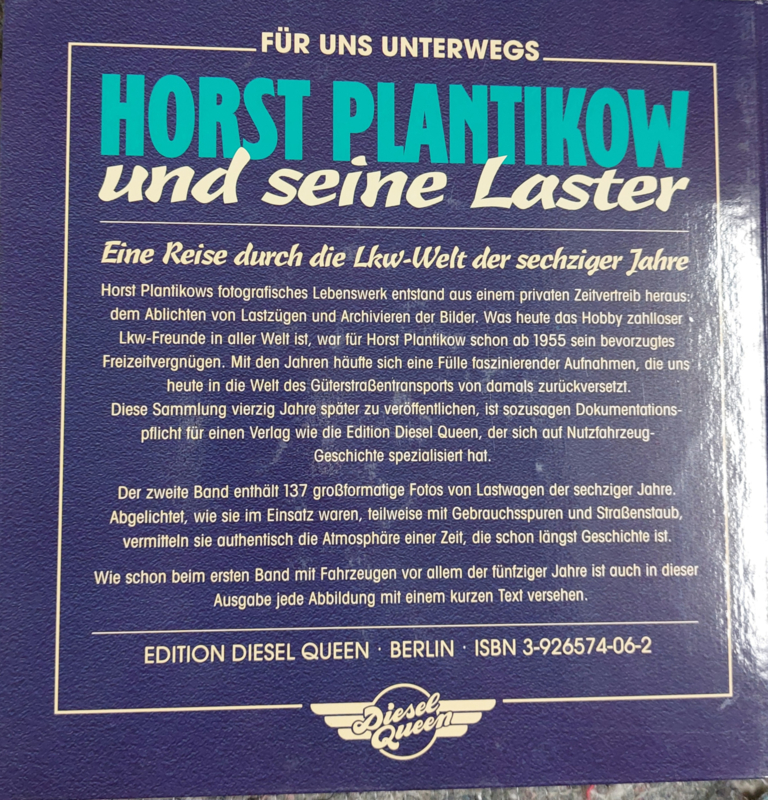 FÜR UNS UNTERWEGS
HORST PLANTIKOW
und seine Laster
Eine Reise durch die Lkw-Welt der sechziger Jahre
Horst Plantikows fotografisches Lebenswerk entstand aus einem privaten Zeitvertreib heraus:
dem Ablichten von Lastzügen und Archivieren der Bilder. Was heute das Hobby zahlloser
Lkw-Freunde in aller Welt ist, war für Horst Plantikow schon ab 1955 sein bevorzugtes
Freizeitvergnügen. Mit den Jahren häufte sich eine Fülle faszinierender Aufnahmen, die uns
heute in die Welt des Güterstraßentransports von damals zurückversetzt.
Diese Sammlung vierzig Jahre später zu veröffentlichen, ist sozusagen Dokumentations-
pflicht für einen Verlag wie die Edition Diesel Queen, der sich auf Nutzfahrzeug-
Geschichte spezialisiert hat.
Der zweite Band enthält 137 großformatige Fotos von Lastwagen der sechziger Jahre.
Abgelichtet, wie sie im Einsatz waren, teilweise mit Gebrauchsspuren und Straßenstaub,
vermitteln sie authentisch die Atmosphäre einer Zeit, die schon längst Geschichte ist.
Wie schon beim ersten Band mit Fahrzeugen vor allem der fünfziger Jahre ist auch in dieser
Ausgabe jede Abbildung mit einem kurzen Text versehen.
EDITION DIESEL QUEEN · BERLIN · ISBN 3-926574-06-2
Diesel
Queen